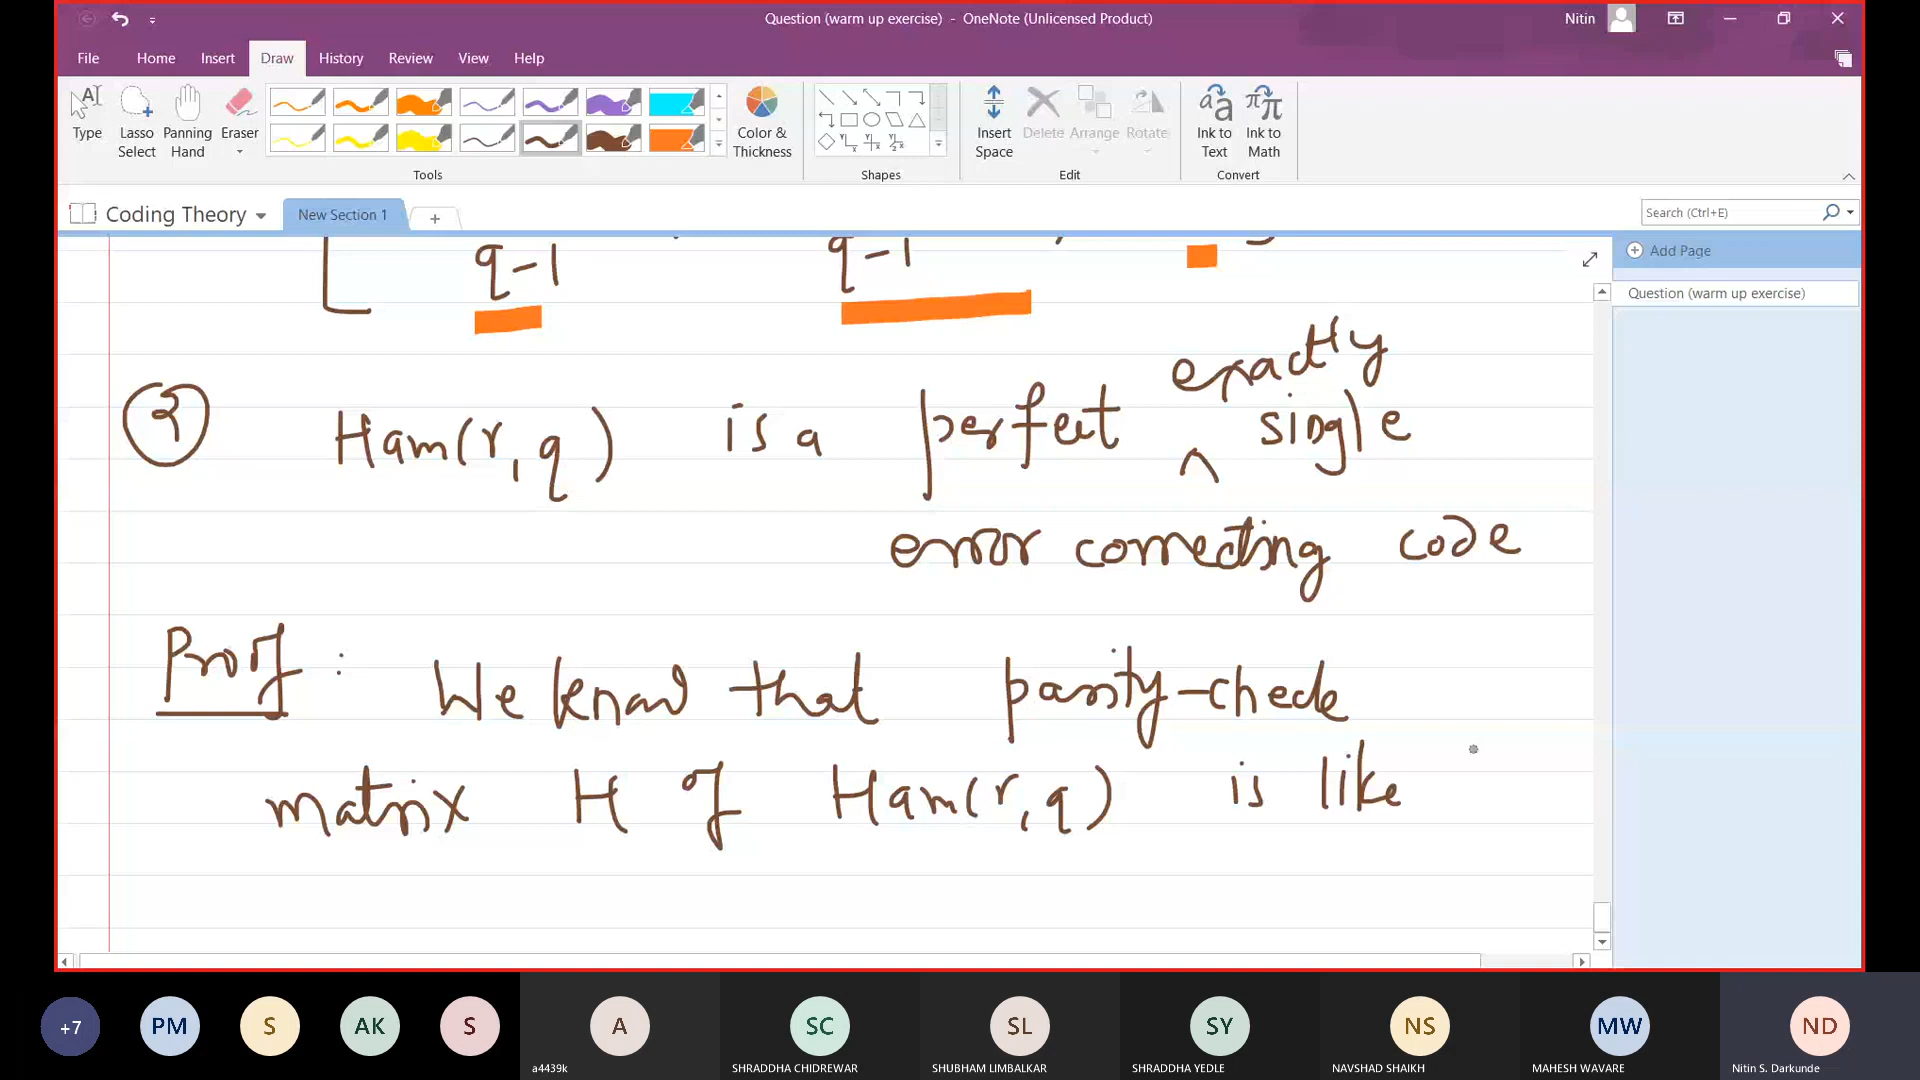 Question (warm up exercise) - OneNote (Unlicensed Product)
Nitin
File Home Insert Draw History Review View Help
Type
Lasso Select
Panning Hand
Eraser
Color & Thickness
Insert Space
Delete
Arrange
Rotate
Ink to Text
Ink to Math
Tools
Shapes
Edit
Convert
Coding Theory
New Section 1
+
Search (Ctrl+E)
Add Page
Question (warm up exercise)
q-1 q-1
exactly
२ Ham(r, q) is a perfect ^ single
error correcting code
Proof : We know that parity-check
matrix H of Ham(r, q) is like
+7 PM S AK S A SC SL SY NS MW ND
a4439k SHRADDHA CHIDREWAR SHUBHAM LIMBALKAR SHRADDHA YEDLE NAVSHAD SHAIKH MAHESH WAVARE Nitin S. Darkunde